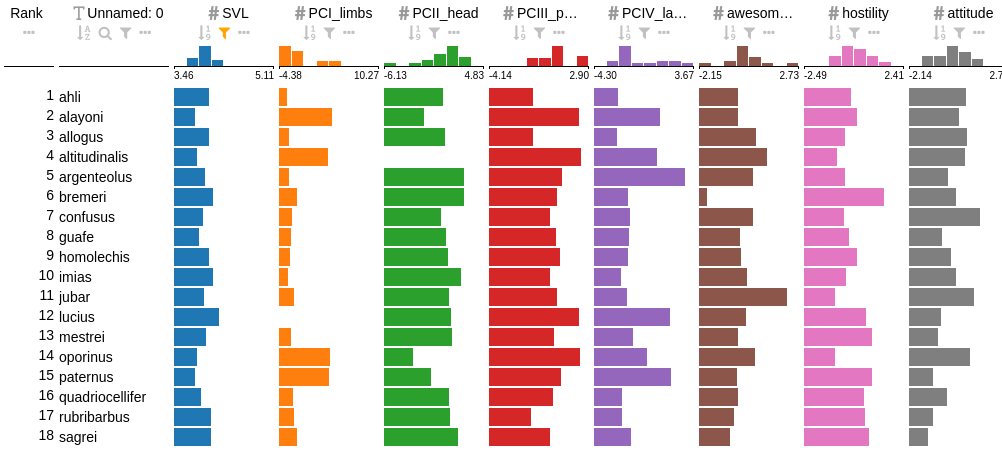 Rank Unnamed: 0 # SVL # PCI_limbs # PCII_head # PCIII_p… # PCIV_la… # awesom… # hostility # attitude
3.46 5.11 -4.38 10.27 -6.13 4.83 -4.14 2.90 -4.30 3.67 -2.15 2.73 -2.49 2.41 -2.14 2.7
1 ahli
2 alayoni
3 allogus
4 altitudinalis
5 argenteolus
6 bremeri
7 confusus
8 guafe
9 homolechis
10 imias
11 jubar
12 lucius
13 mestrei
14 oporinus
15 paternus
16 quadriocellifer
17 rubribarbus
18 sagrei